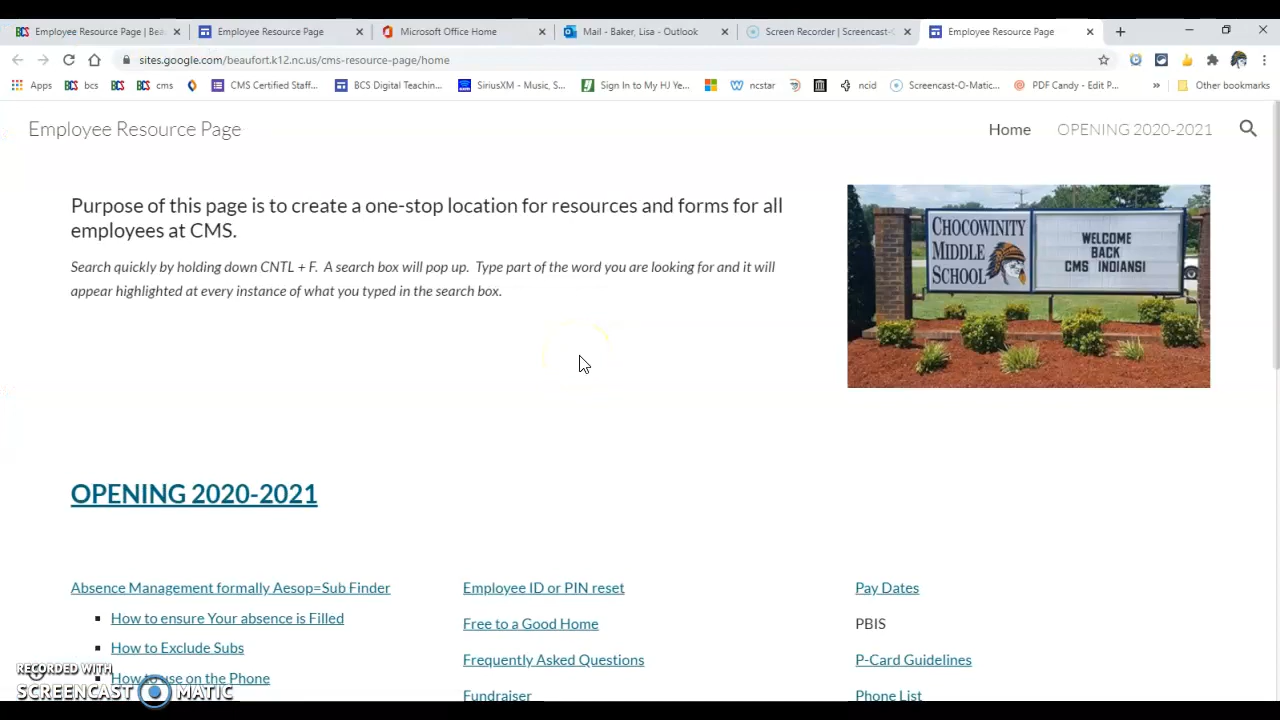 Employee Resource Page | Bea
Employee Resource Page
Microsoft Office Home
Mail - Baker, Lisa - Outlook
Screen Recorder | Screencast-O
Employee Resource Page
sites.google.com/beaufort.k12.nc.us/cms-resource-page/home
Apps
bcs
cms
CMS Certified Staff...
BCS Digital Teachin...
SiriusXM - Music, S...
Sign In to My HJ Ye...
ncstar
ncid
Screencast-O-Matic...
PDF Candy - Edit P...
»
Other bookmarks
Employee Resource Page
Home
OPENING 2020-2021
Purpose of this page is to create a one-stop location for resources and forms for all
employees at CMS.
Search quickly by holding down CNTL + F. A search box will pop up. Type part of the word you are looking for and it will
appear highlighted at every instance of what you typed in the search box.
CHOCOWINITY
MIDDLE
SCHOOL
WELCOME
BACK
CMS INDIANS!
OPENING 2020-2021
Absence Management formally Aesop=Sub Finder
How to ensure Your absence is Filled
How to Exclude Subs
How to use on the Phone
Employee ID or PIN reset
Free to a Good Home
Frequently Asked Questions
Fundraiser
Pay Dates
PBIS
P-Card Guidelines
Phone List
RECORDED WITH
SCREENCAST MATIC